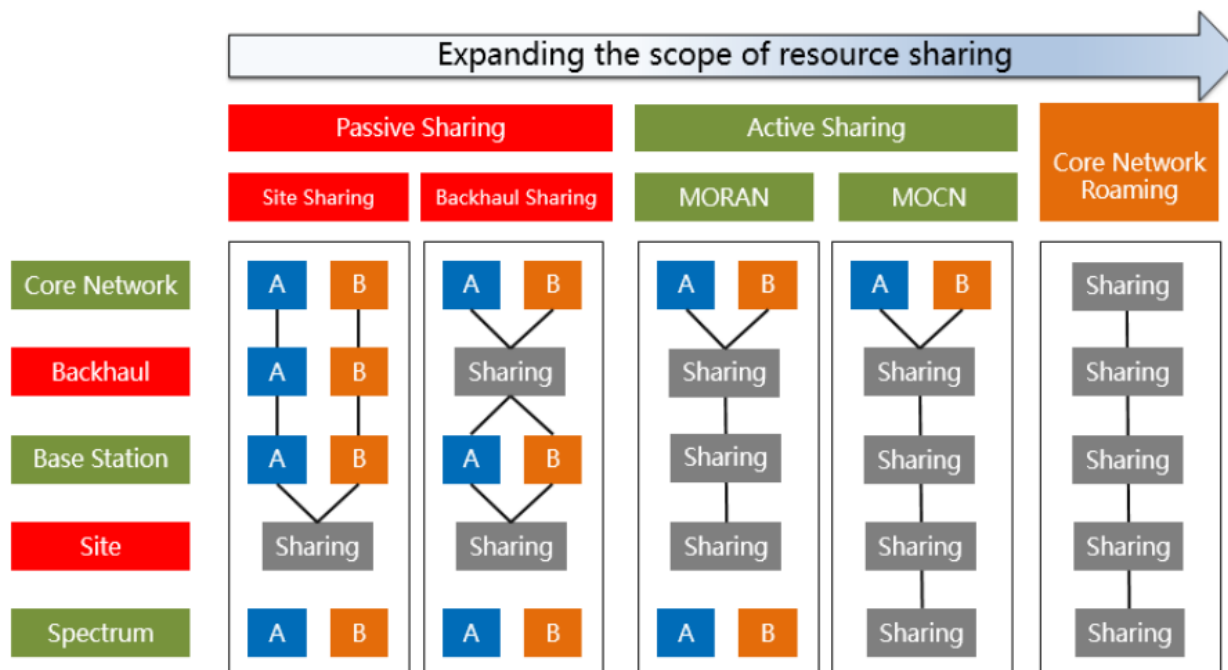 Expanding the scope of resource sharing
Passive Sharing
Active Sharing
Core Network
Roaming
Site Sharing
Backhaul Sharing
MORAN
MOCN
Core Network
A B A B A B A B Sharing
Backhaul
A B Sharing Sharing Sharing Sharing
Base Station
A B A B Sharing Sharing Sharing
Site
Sharing Sharing Sharing Sharing Sharing
Spectrum
A B A B A B Sharing Sharing